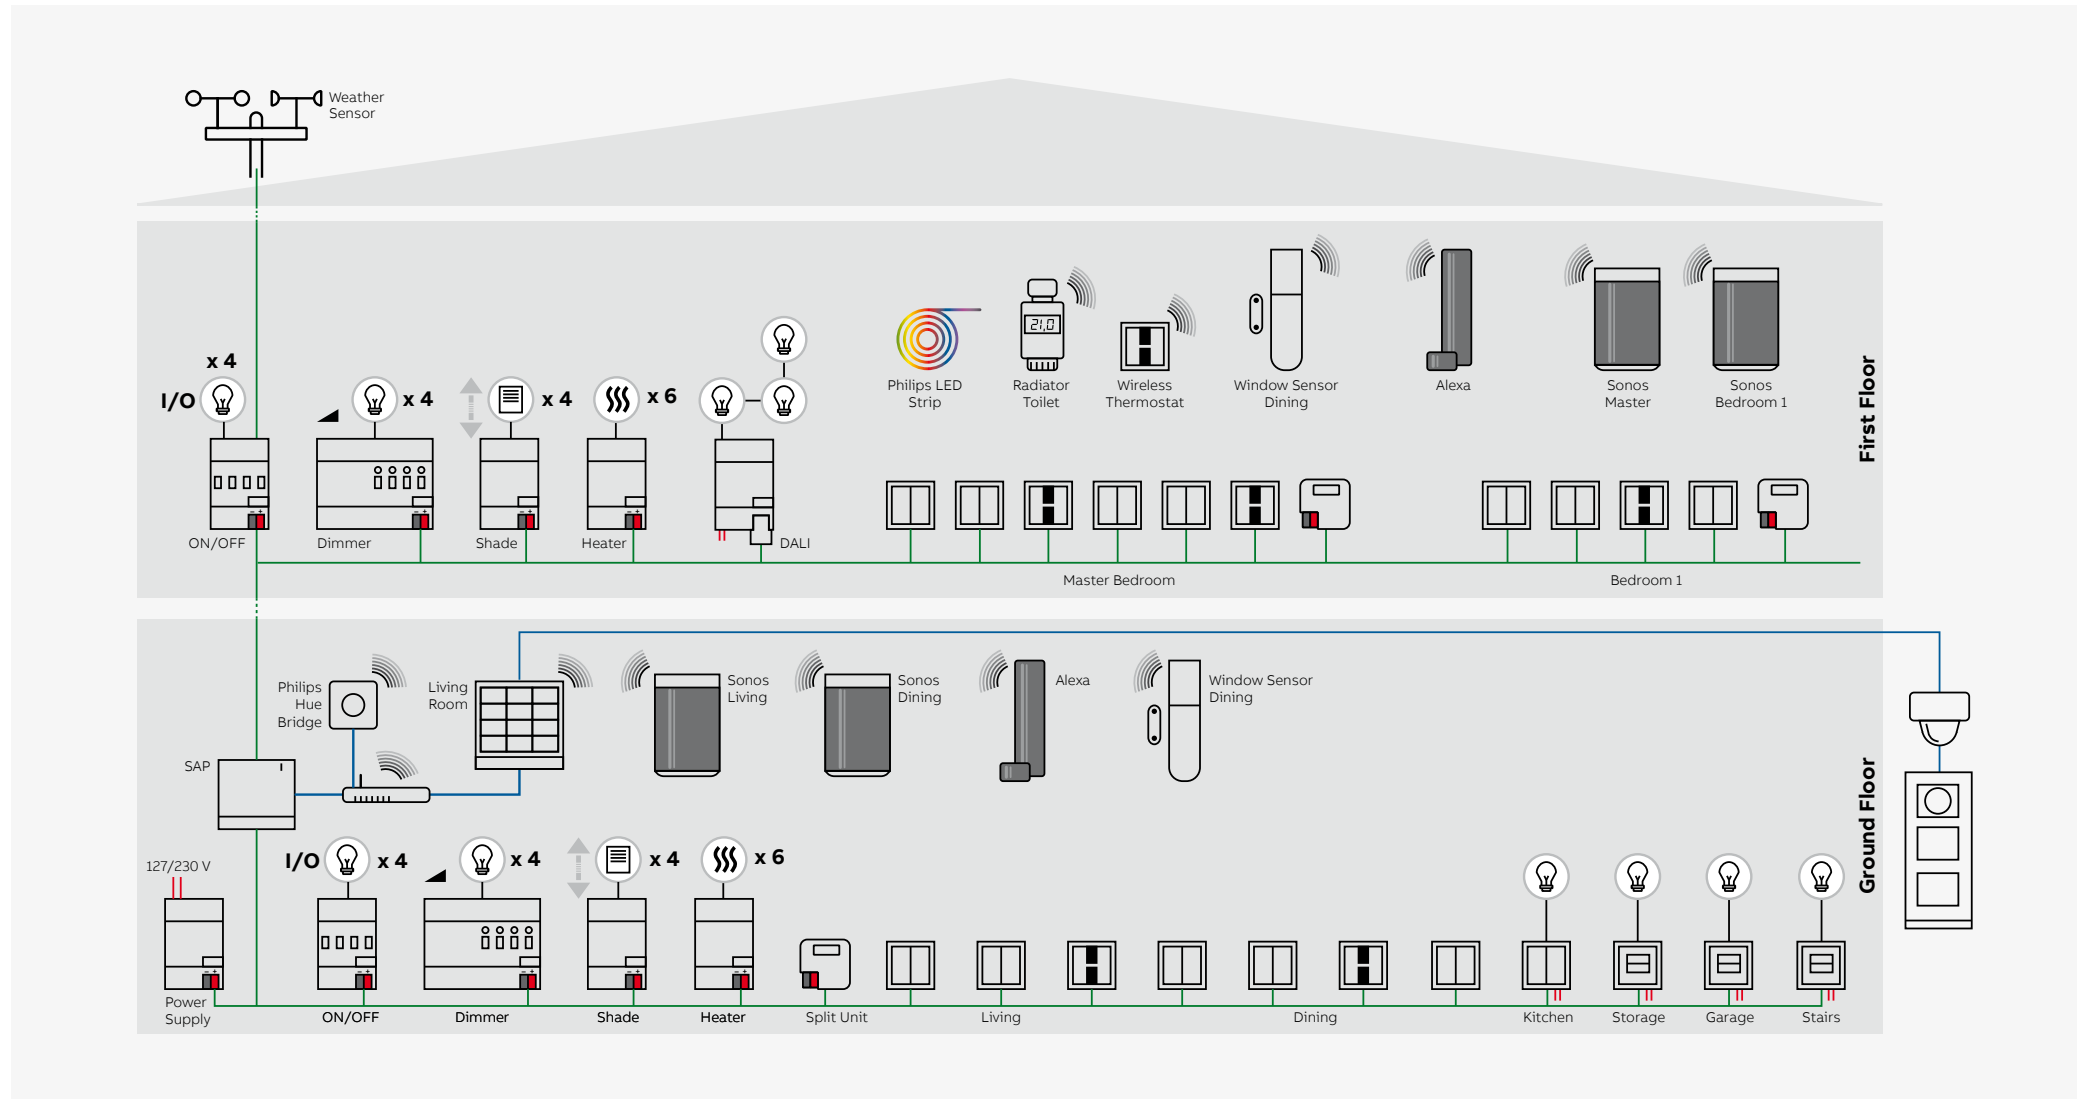 Weather
Sensor
x 4
I/O
x 4
x 4
x 6
ON/OFF
Dimmer
Shade
Heater
DALI
Philips LED
Strip
21,0
Radiator
Toilet
Wireless
Thermostat
Window Sensor
Dining
Alexa
Sonos
Master
Sonos
Bedroom 1
First Floor
Master Bedroom
Bedroom 1
Philips
Hue
Bridge
Living
Room
Sonos
Living
Sonos
Dining
Alexa
Window Sensor
Dining
SAP
Ground Floor
127/230 V
I/O
x 4
x 4
x 4
x 6
Power
Supply
ON/OFF
Dimmer
Shade
Heater
Split Unit
Living
Dining
Kitchen
Storage
Garage
Stairs